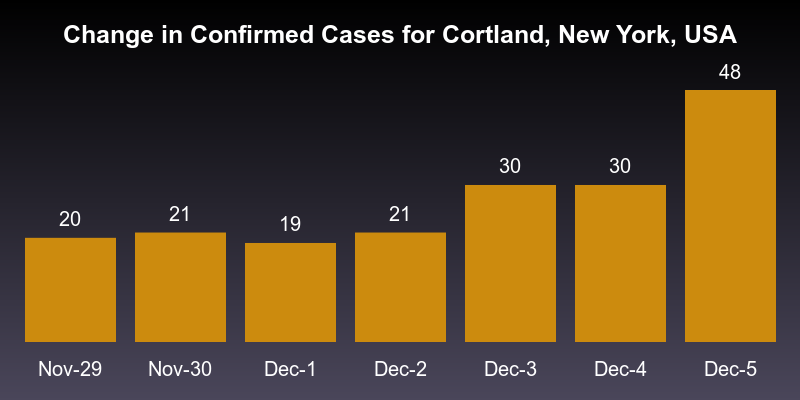 Change in Confirmed Cases for Cortland, New York, USA
48
30 30
20 21 19 21
Nov-29 Nov-30 Dec-1 Dec-2 Dec-3 Dec-4 Dec-5